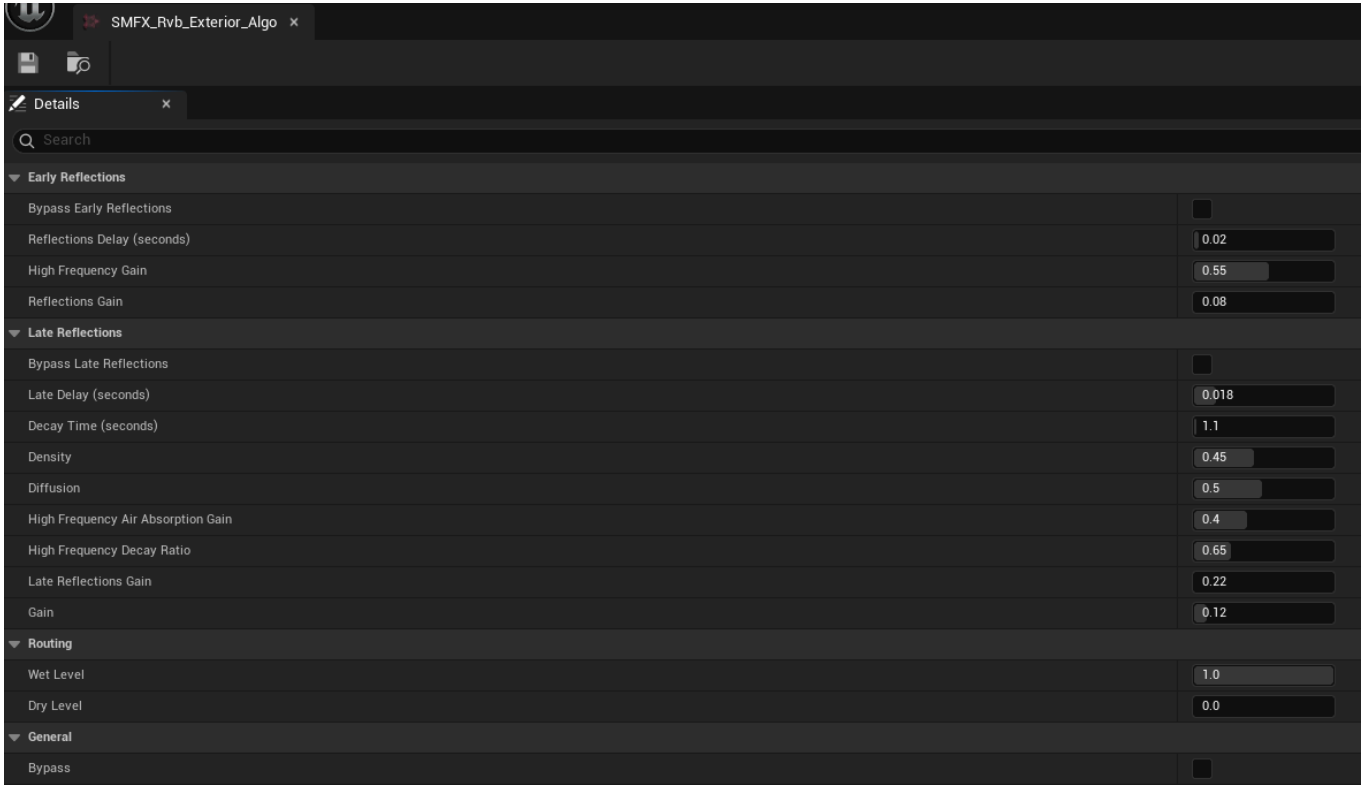 SMFX_Rvb_Exterior_Algo ×
Details ×
Search
Early Reflections
Bypass Early Reflections
Reflections Delay (seconds) 0.02
High Frequency Gain 0.55
Reflections Gain 0.08
Late Reflections
Bypass Late Reflections
Late Delay (seconds) 0.018
Decay Time (seconds) 1.1
Density 0.45
Diffusion 0.5
High Frequency Air Absorption Gain 0.4
High Frequency Decay Ratio 0.65
Late Reflections Gain 0.22
Gain 0.12
Routing
Wet Level 1.0
Dry Level 0.0
General
Bypass